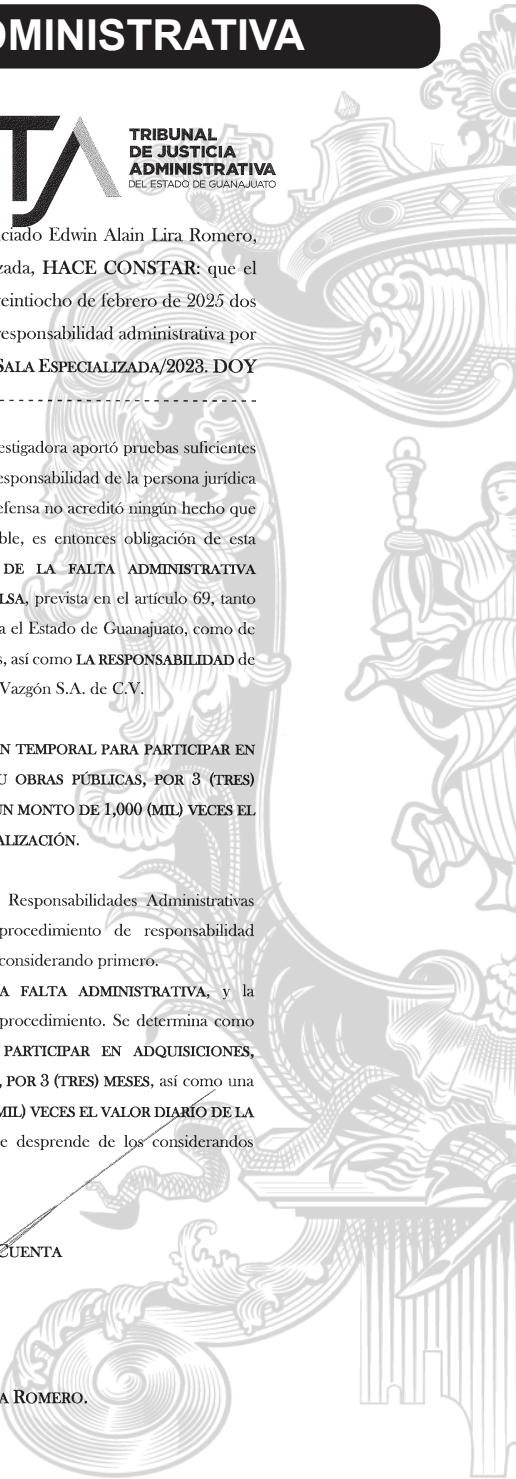 DMINISTRATIVA
TA
TRIBUNAL
DE JUSTICIA
ADMINISTRATIVA
DEL ESTADO DE GUANAJUATO
ciado Edwin Alain Lira Romero,
zada, HACE CONSTAR: que el
veintiocho de febrero de 2025 dos
responsabilidad administrativa por
SALA ESPECIALIZADA/2023. DOY
estigadora aportó pruebas suficientes
esponsabilidad de la persona jurídica
efensa no acreditó ningún hecho que
ble, es entonces obligación de esta
DE LA FALTA ADMINISTRATIVA
LSA, prevista en el artículo 69, tanto
a el Estado de Guanajuato, como de
s, así como LA RESPONSABILIDAD de
Vazgón S.A. de C.V.
N TEMPORAL PARA PARTICIPAR EN
U OBRAS PÚBLICAS, POR 3 (TRES)
UN MONTO DE 1,000 (MIL) VECES EL
ALIZACIÓN.
Responsabilidades Administrativas
procedimiento de responsabilidad
considerando primero.
A FALTA ADMINISTRATIVA, y la
procedimiento. Se determina como
PARTICIPAR EN ADQUISICIONES,
, POR 3 (TRES) MESES, así como una
MIL) VECES EL VALOR DIARIO DE LA
e desprende de los considerandos
CUENTA
A ROMERO.